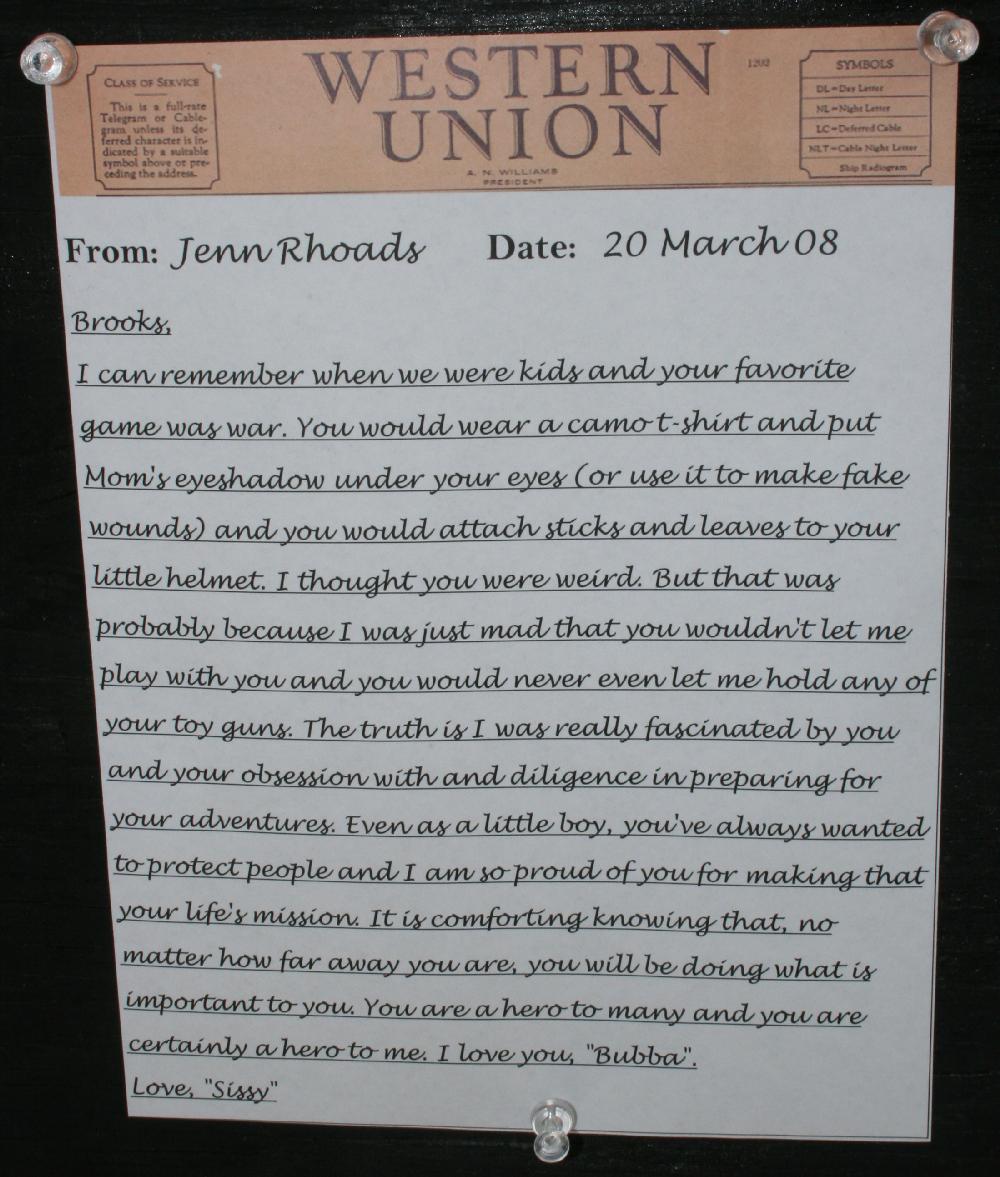 WESTERN
UNION
1202
A. N. WILLIAMS
PRESIDENT
CLASS OF SERVICE
This is a full-rate
Telegram or Cable-
gram unless its de-
ferred character is in-
dicated by a suitable
symbol above or pre-
ceding the address.
SYMBOLS
DL=Day Letter
NL=Night Letter
LC=Deferred Cable
NLT=Cable Night Letter
Ship Radiogram
From: Jenn Rhoads Date: 20 March 08
Brooks,
I can remember when we were kids and your favorite
game was war. You would wear a camo t-shirt and put
Mom's eyeshadow under your eyes (or use it to make fake
wounds) and you would attach sticks and leaves to your
little helmet. I thought you were weird. But that was
probably because I was just mad that you wouldn't let me
play with you and you would never even let me hold any of
your toy guns. The truth is I was really fascinated by you
and your obsession with and diligence in preparing for
your adventures. Even as a little boy, you've always wanted
to protect people and I am so proud of you for making that
your life's mission. It is comforting knowing that, no
matter how far away you are, you will be doing what is
important to you. You are a hero to many and you are
certainly a hero to me. I love you, "Bubba".
Love, "Sissy"